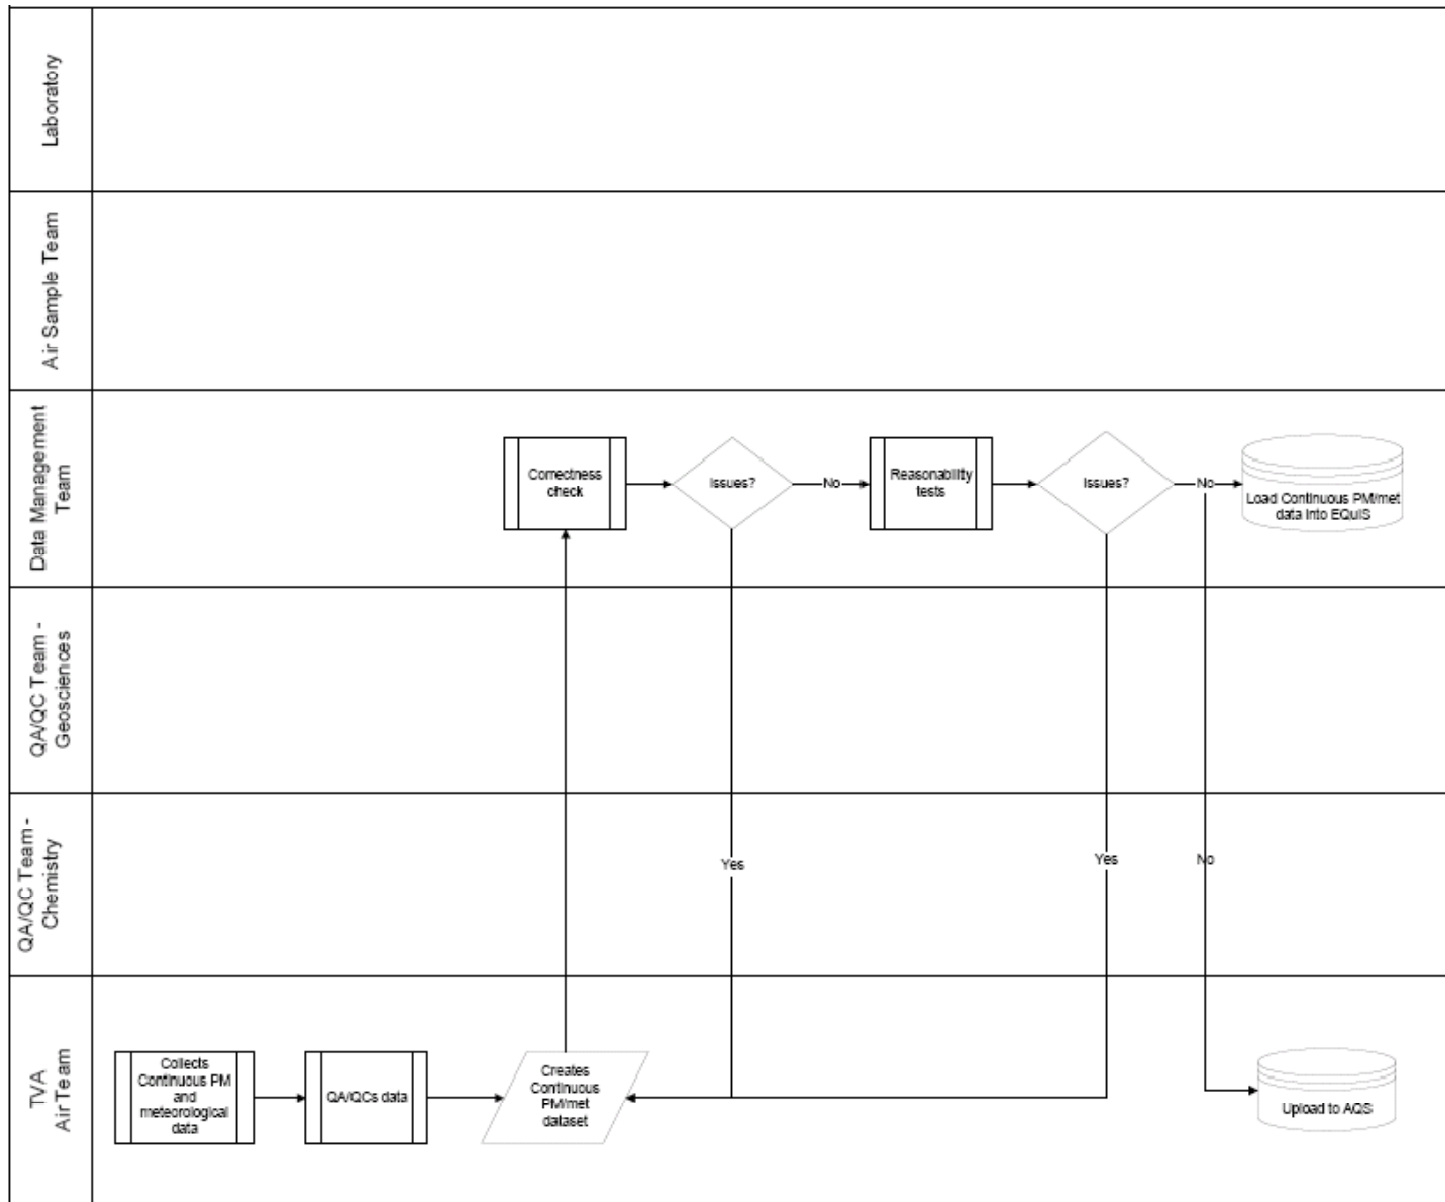 Laboratory
Air Sample Team
Data Management
Team
Correctness
check
Issues?
No
Reasonability
tests
Issues?
No
Load Continuous PM/met
data into EQuIS
QA/QC Team -
Geosciences
QA/QC Team -
Chemistry
Yes
Yes
No
TVA
Air Team
Collects
Continuous PM
and
meteorological
data
QA/QCs data
Creates
Continuous
PM/met
dataset
Upload to AQS